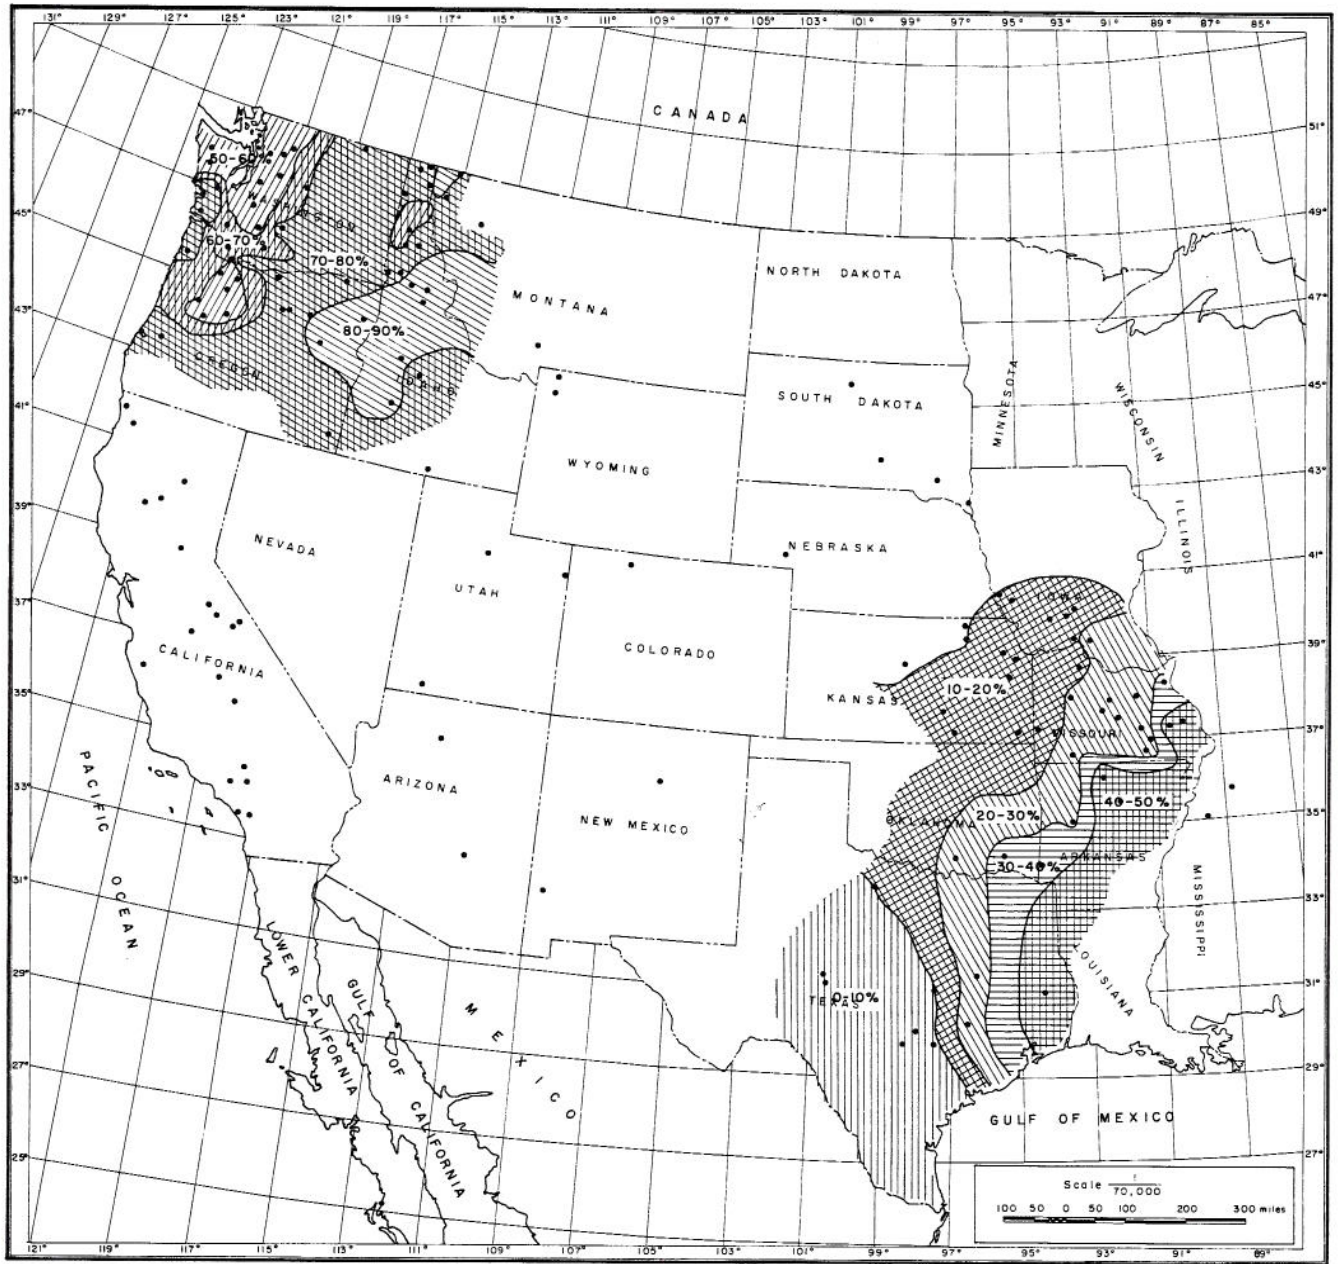 131° 127° 125° 123° 121° 119° 117° 115° 113° 111° 109° 107° 105° 103° 101° 99° 97° 95° 93° 91° 89° 87° 85°
CANADA
47°
51°
50-60%
WASHINGTON
45°
49°
60-70%
70-80%
NORTH DAKOTA
MONTANA
43°
47°
80-90%
OREGON
IDAHO
SOUTH DAKOTA
MINNESOTA
WISCONSIN
41°
45°
WYOMING
43°
39°
ILLINOIS
NEVADA
NEBRASKA
41°
UTAH
37°
IOWA
CALIFORNIA
COLORADO
39°
35°
KANSAS
10-20%
MISSOURI
37°
PACIFIC
OCEAN
33°
ARIZONA
NEW MEXICO
40-50%
OKLAHOMA
20-30%
35°
30-40%
ARKANSAS
31°
MISSISSIPPI
33°
LOWER
CALIFORNIA
GULF
OF
CALIFORNIA
MEXICO
29°
TEXAS
0-10%
LOUISIANA
31°
27°
29°
GULF OF MEXICO
25°
27°
Scale 1/70,000
100 50 0 50 100 200 300 miles
121° 119° 117° 115° 113° 111° 109° 107° 105° 103° 101° 99° 97° 95° 93° 91° 89°